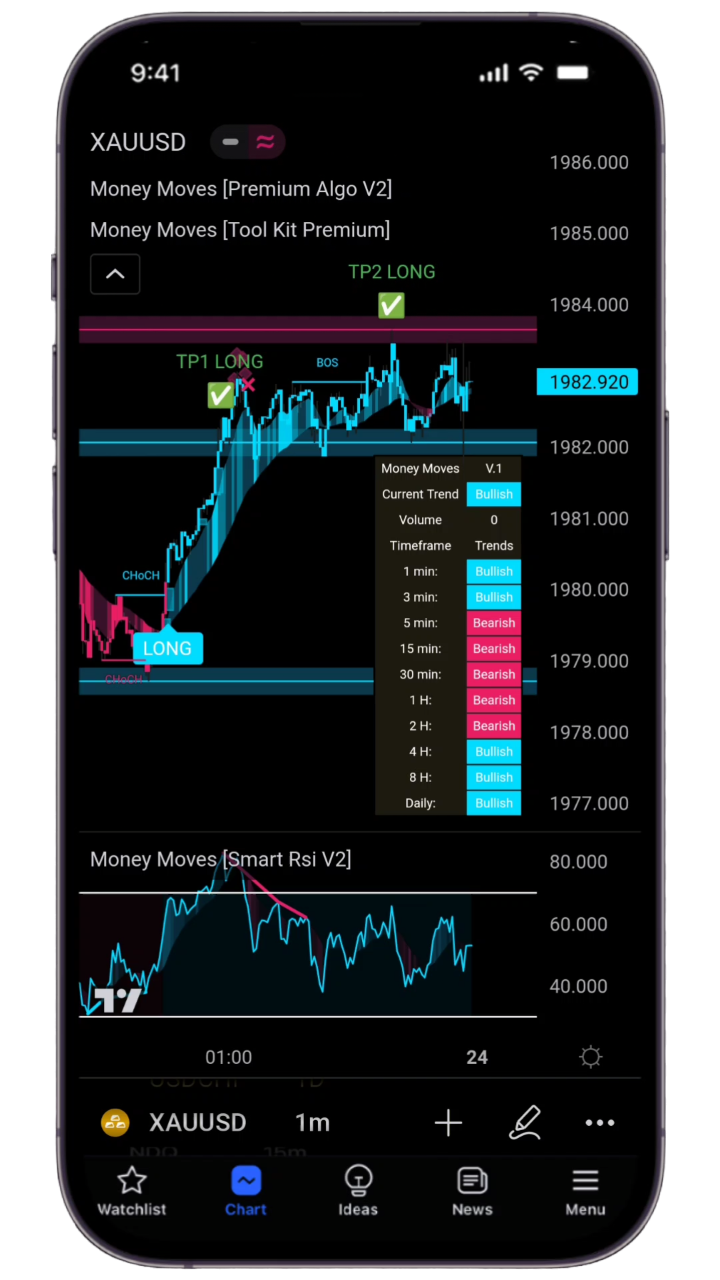 9:41
XAUUSD
Money Moves [Premium Algo V2]
Money Moves [Tool Kit Premium]
1986.000
1985.000
1984.000
1982.920
1982.000
1981.000
1980.000
1979.000
1978.000
1977.000
TP2 LONG
TP1 LONG
BOS
CHoCH
LONG
CHoCH
Money Moves V.1
Current Trend Bullish
Volume 0
Timeframe Trends
1 min: Bullish
3 min: Bullish
5 min: Bearish
15 min: Bearish
30 min: Bearish
1 H: Bearish
2 H: Bearish
4 H: Bullish
8 H: Bullish
Daily: Bullish
Money Moves [Smart Rsi V2]
80.000
60.000
40.000
01:00 24
XAUUSD 1m
NDQ 15m
Watchlist Chart Ideas News Menu